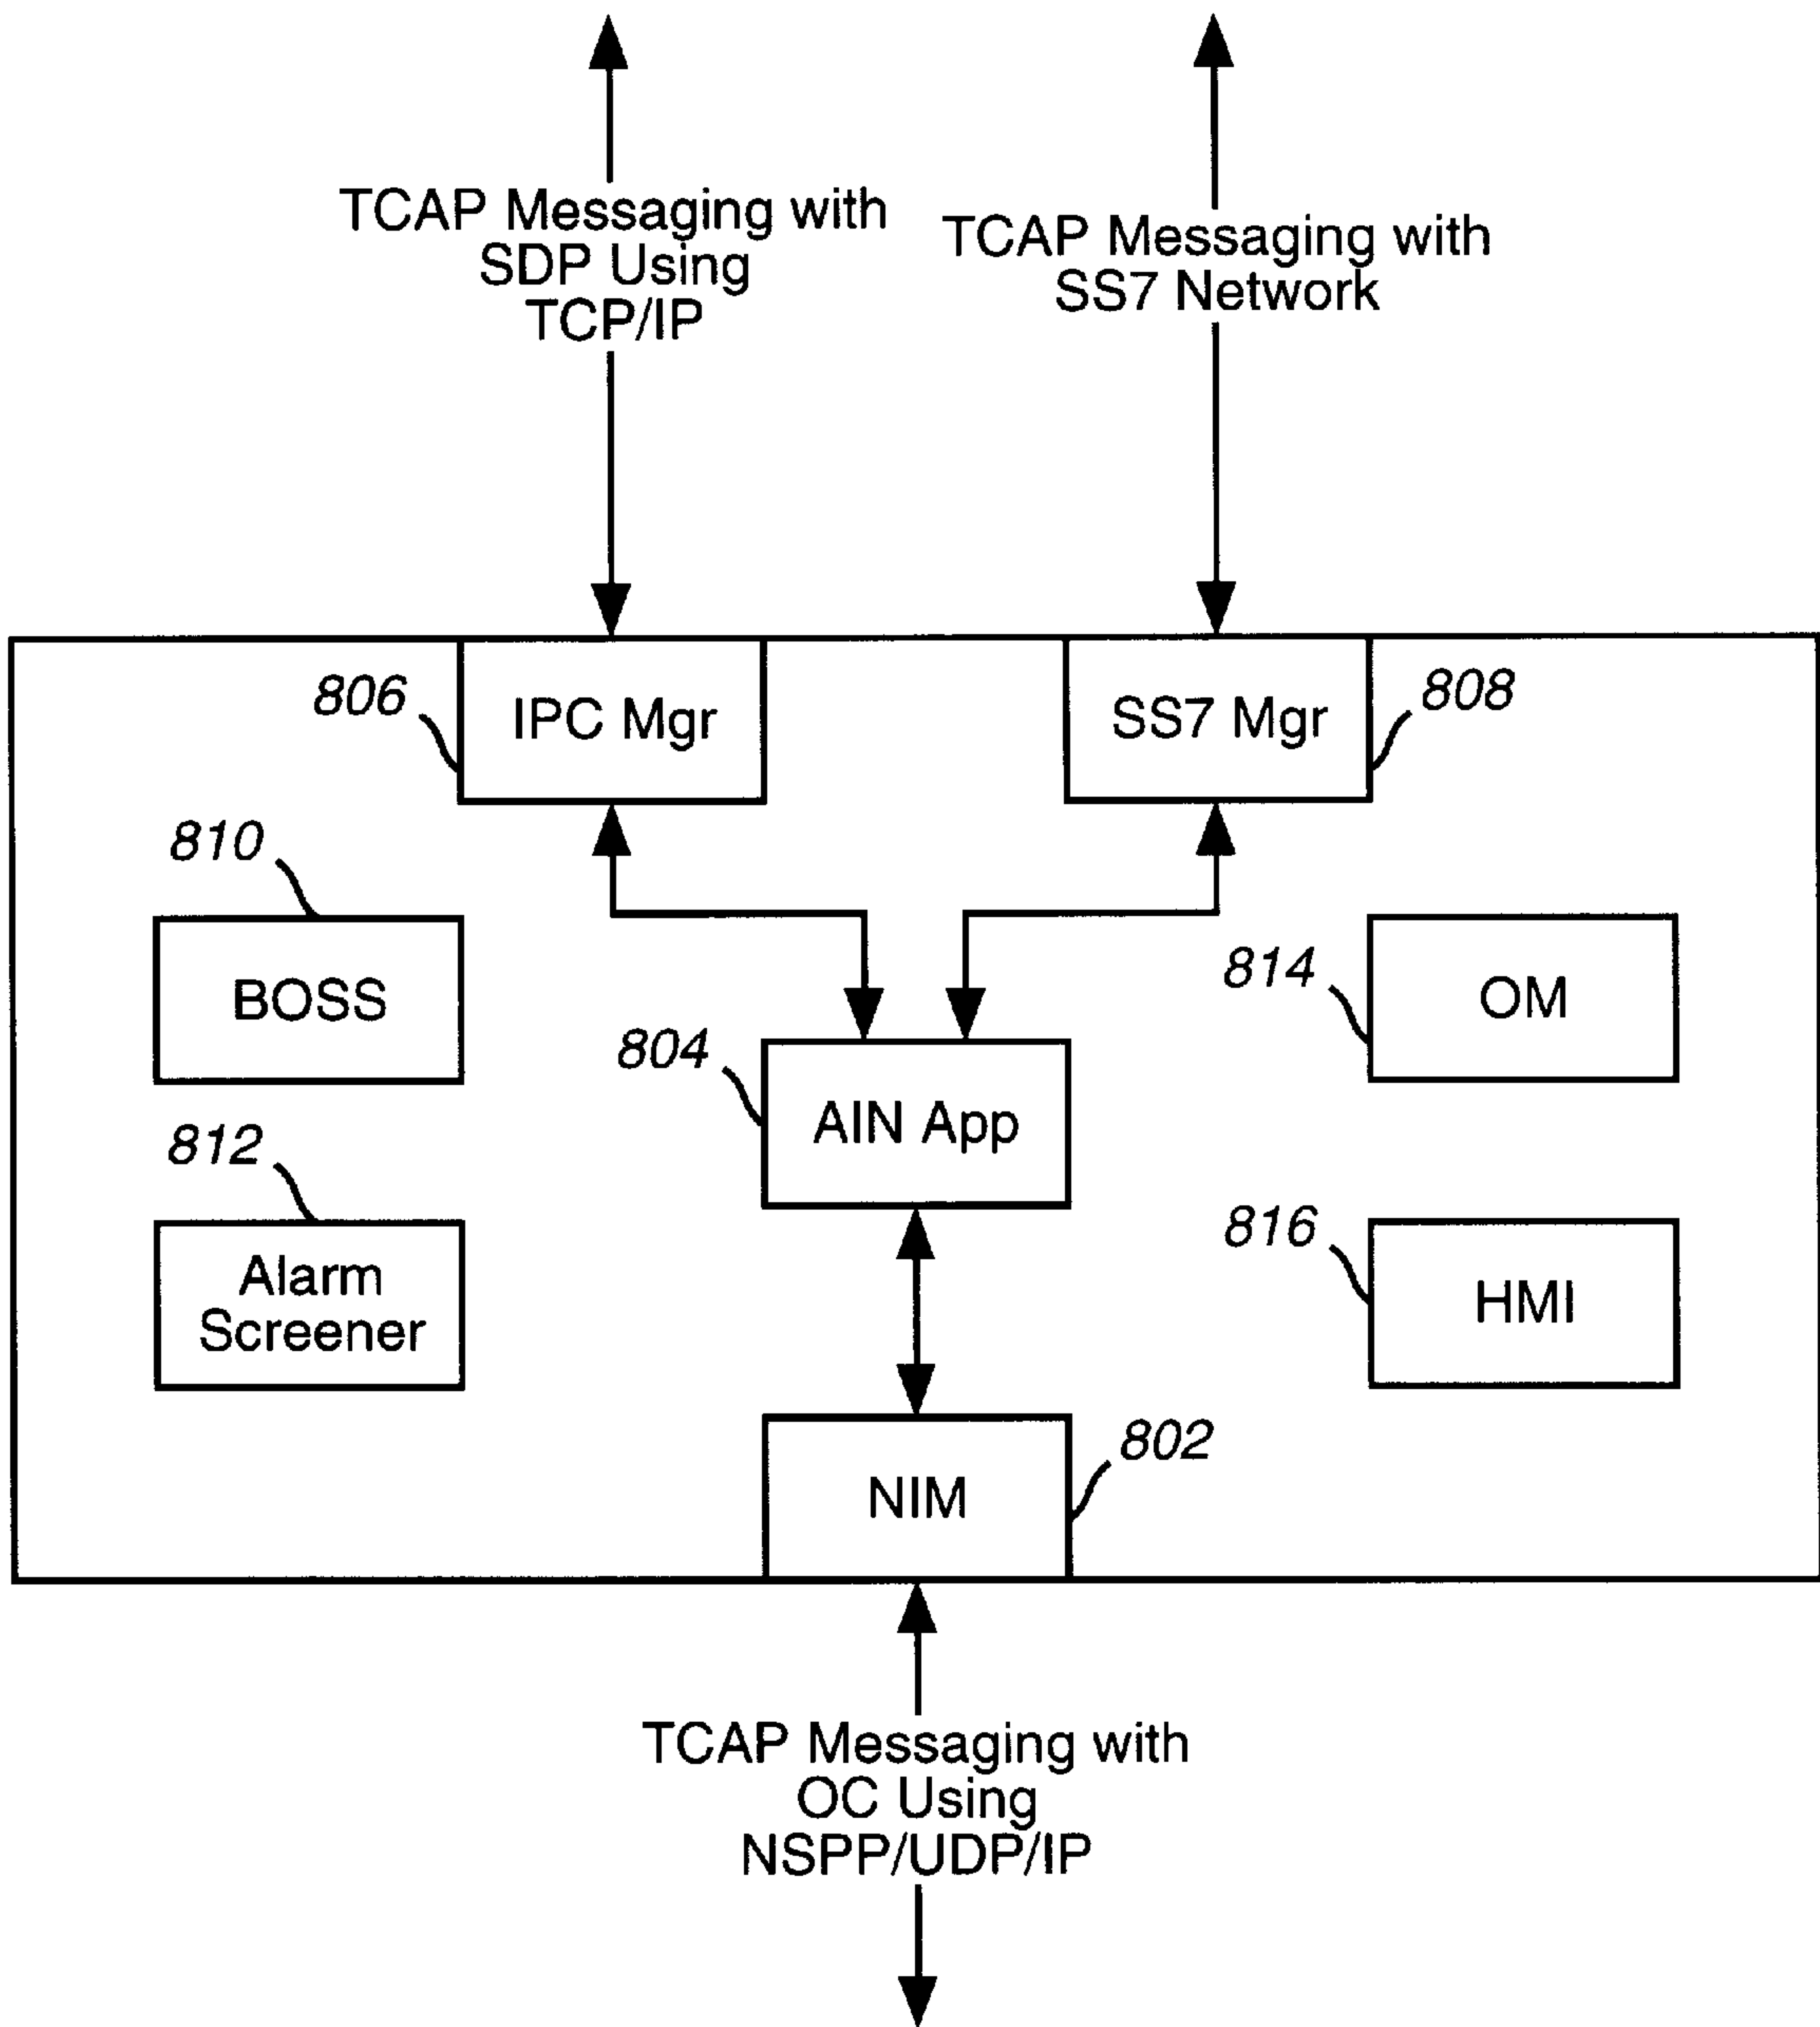 TCAP Messaging with
SDP Using
TCP/IP
TCAP Messaging with
SS7 Network
806
IPC Mgr
SS7 Mgr
808
810
BOSS
814
OM
804
AIN App
812
Alarm
Screener
816
HMI
802
NIM
TCAP Messaging with
OC Using
NSPP/UDP/IP